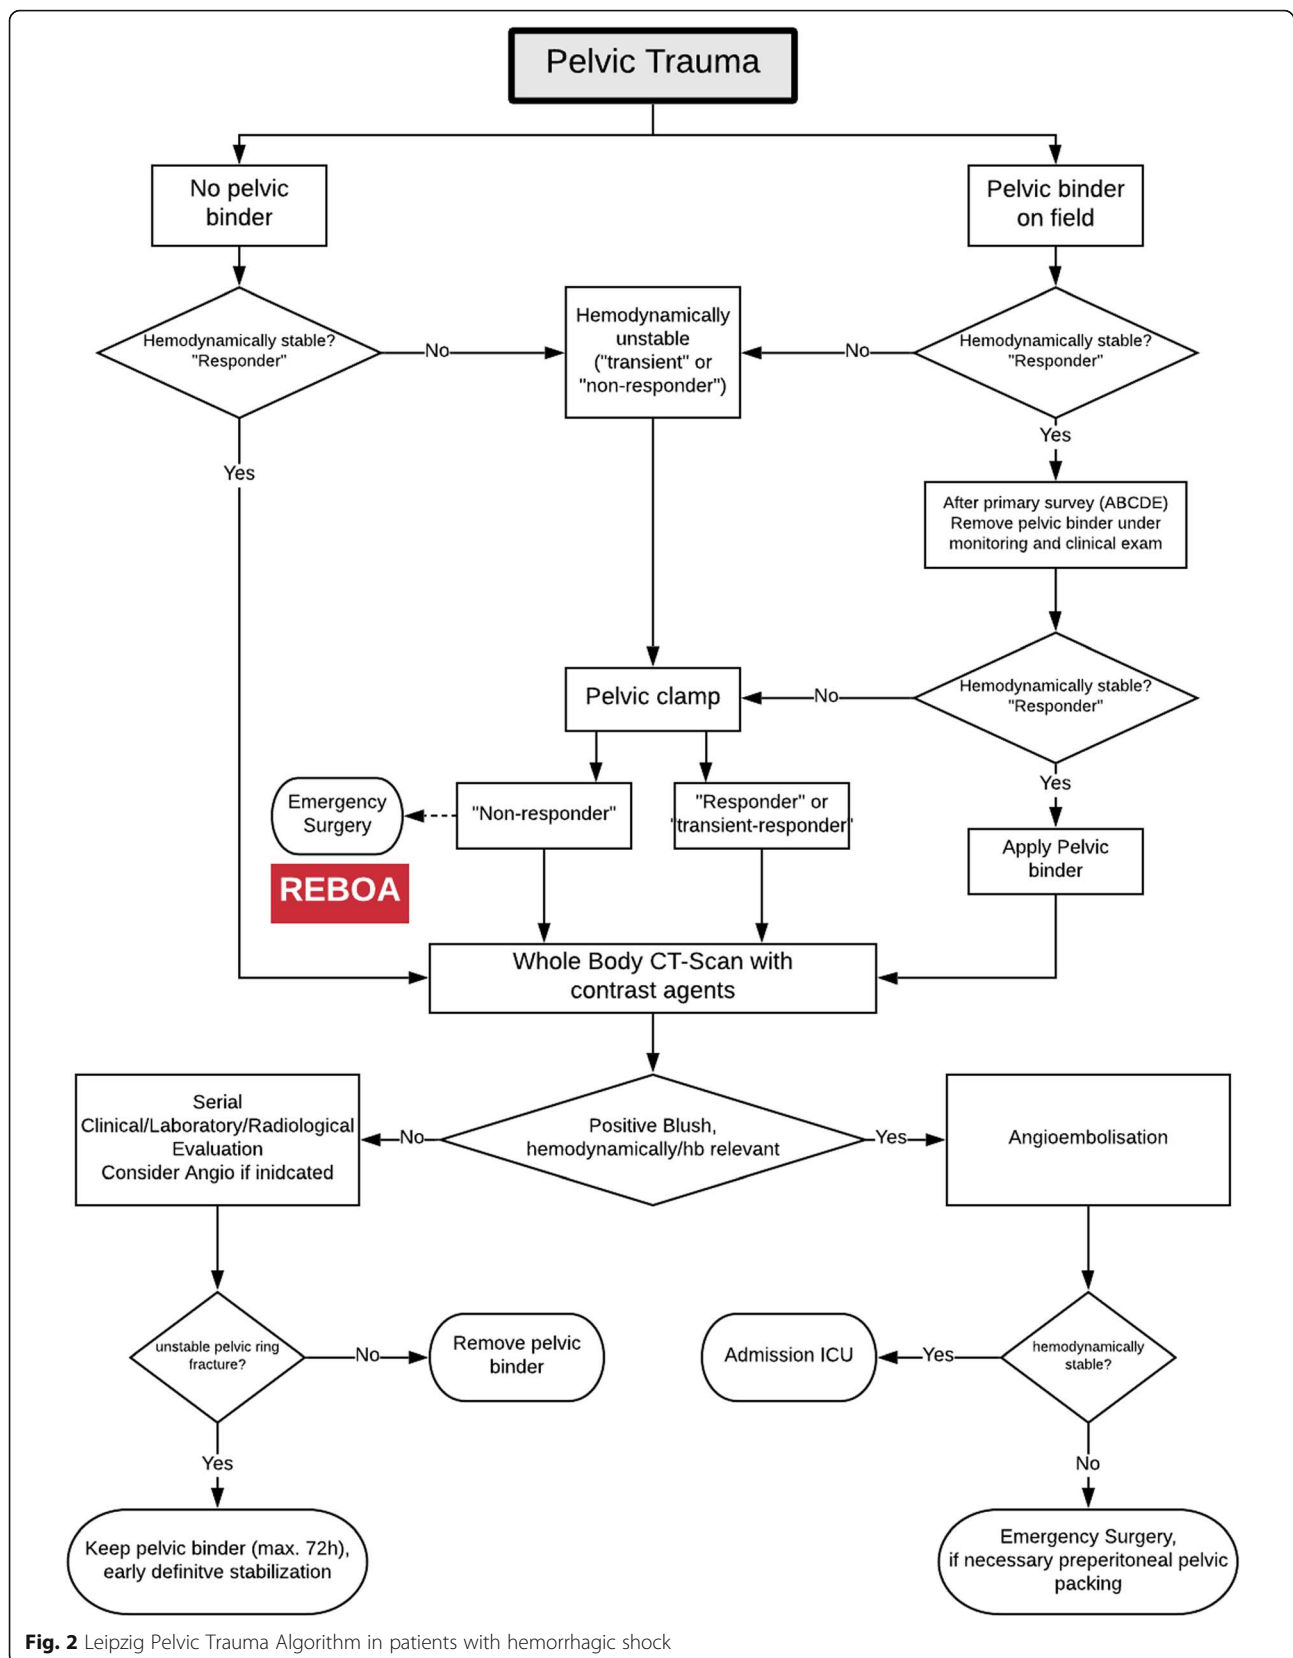 Pelvic Trauma
No pelvic
binder
Pelvic binder
on field
Hemodynamically stable?
"Responder"
No
Hemodynamically
unstable
("transient" or
"non-responder")
No
Hemodynamically stable?
"Responder"
Yes
Yes
After primary survey (ABCDE)
Remove pelvic binder under
monitoring and clinical exam
Pelvic clamp
No
Hemodynamically stable?
"Responder"
Yes
Emergency
Surgery
"Non-responder"
"Responder" or
"transient-responder"
Apply Pelvic
binder
REBOA
Whole Body CT-Scan with
contrast agents
Serial
Clinical/Laboratory/Radiological
Evaluation
Consider Angio if inidcated
No
Positive Blush,
hemodynamically/hb relevant
Yes
Angioembolisation
unstable pelvic ring
fracture?
No
Remove pelvic
binder
Admission ICU
Yes
hemodynamically
stable?
Yes
No
Keep pelvic binder (max. 72h),
early definitve stabilization
Emergency Surgery,
if necessary preperitoneal pelvic
packing
Fig. 2 Leipzig Pelvic Trauma Algorithm in patients with hemorrhagic shock